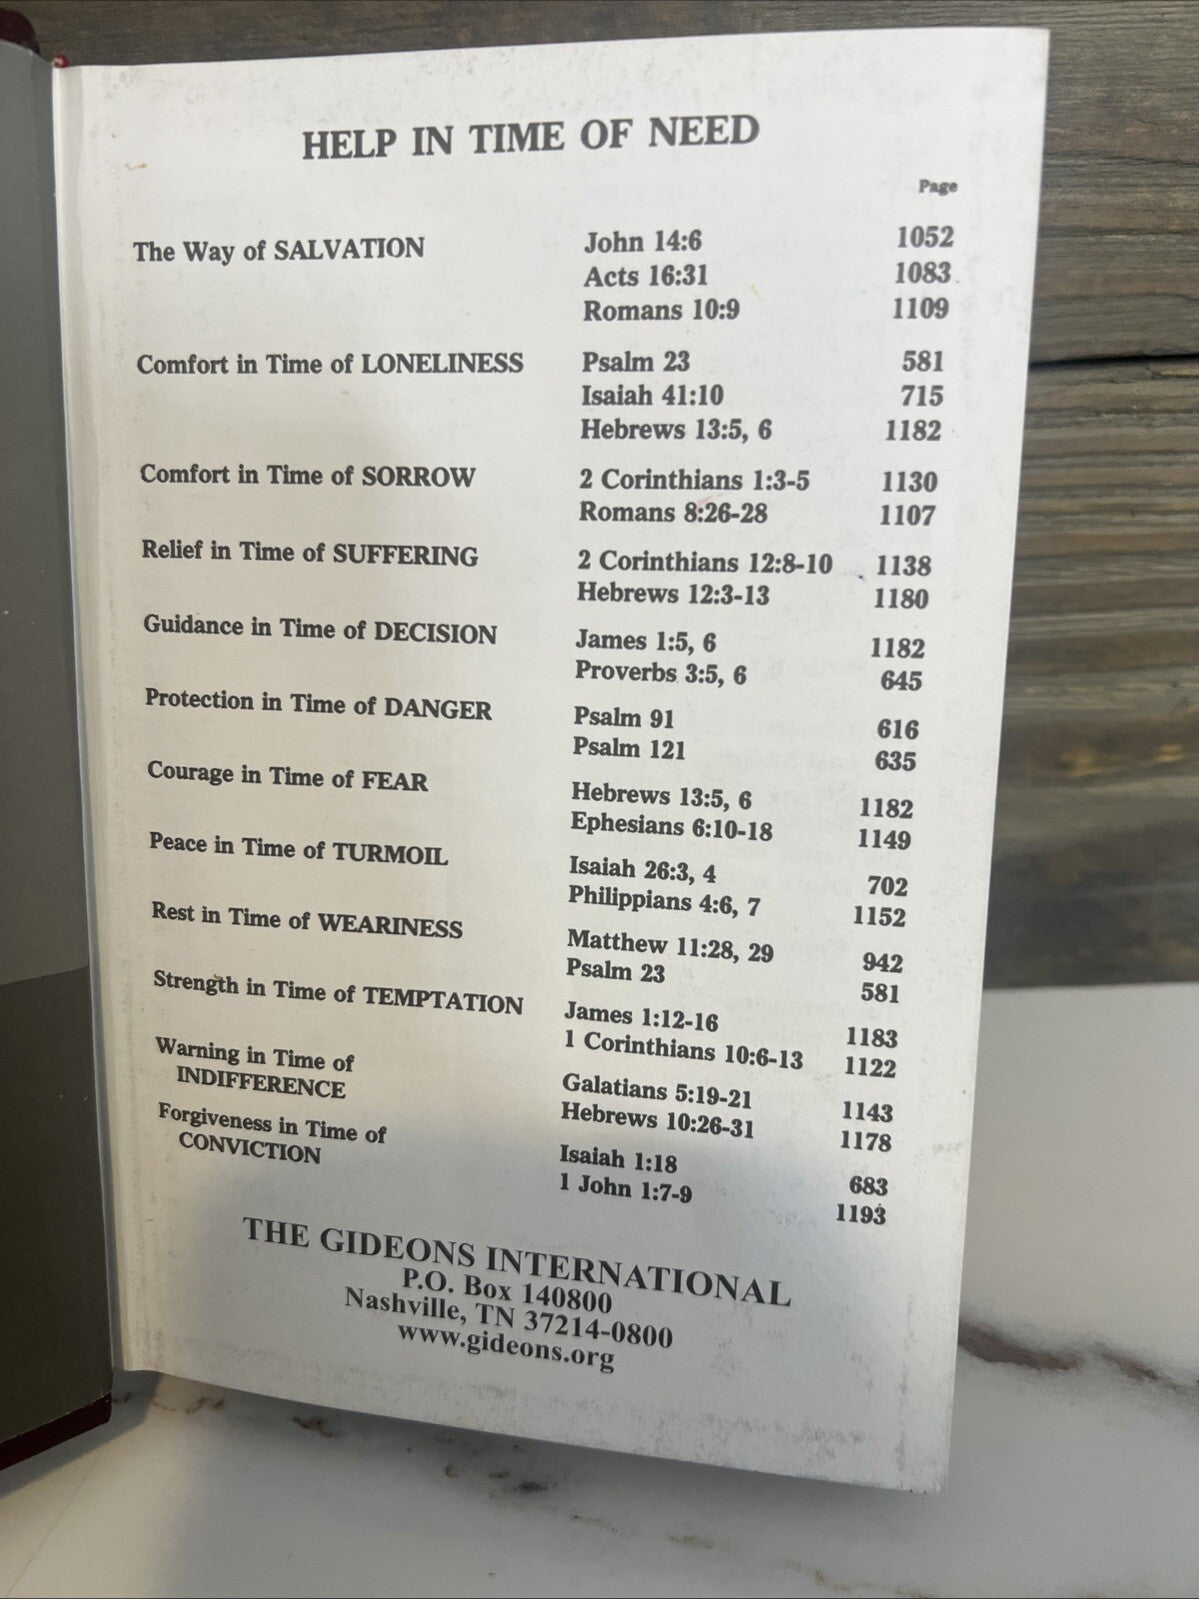 HELP IN TIME OF NEED
Page
The Way of SALVATION John 14:6 1052
Acts 16:31 1083
Romans 10:9 1109
Comfort in Time of LONELINESS Psalm 23 581
Isaiah 41:10 715
Hebrews 13:5, 6 1182
Comfort in Time of SORROW 2 Corinthians 1:3-5 1130
Romans 8:26-28 1107
Relief in Time of SUFFERING 2 Corinthians 12:8-10 1138
Hebrews 12:3-13 1180
Guidance in Time of DECISION James 1:5, 6 1182
Proverbs 3:5, 6 645
Protection in Time of DANGER Psalm 91 616
Psalm 121 635
Courage in Time of FEAR Hebrews 13:5, 6 1182
Ephesians 6:10-18 1149
Peace in Time of TURMOIL Isaiah 26:3, 4 702
Philippians 4:6, 7 1152
Rest in Time of WEARINESS Matthew 11:28, 29 942
Psalm 23 581
Strength in Time of TEMPTATION James 1:12-16 1183
1 Corinthians 10:6-13 1122
Warning in Time of Galatians 5:19-21 1143
INDIFFERENCE Hebrews 10:26-31 1178
Forgiveness in Time of Isaiah 1:18 683
CONVICTION 1 John 1:7-9 1193
THE GIDEONS INTERNATIONAL
P.O. Box 140800
Nashville, TN 37214-0800
www.gideons.org